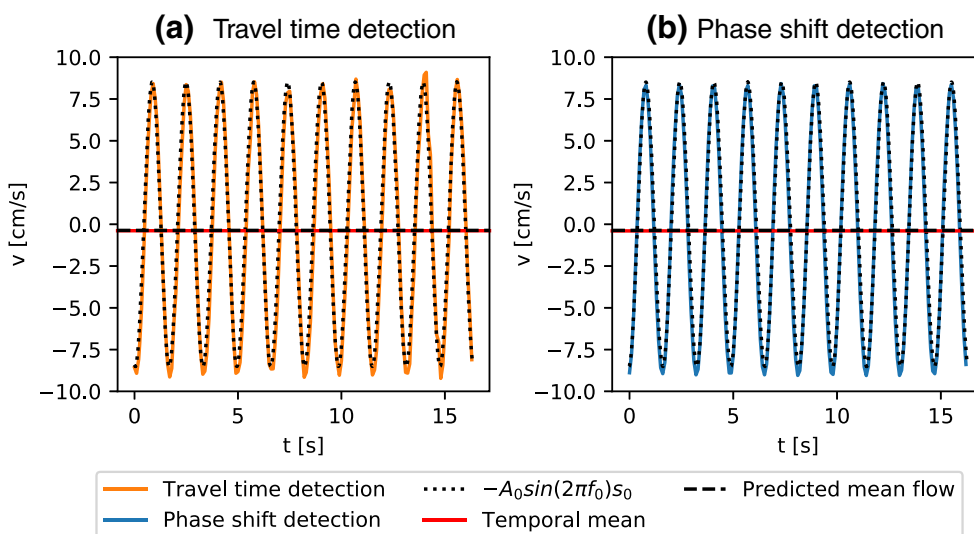 (a) Travel time detection
10.0
7.5
5.0
2.5
0.0
−2.5
−5.0
−7.5
−10.0
v [cm/s]
0 5 10 15
t [s]
(b) Phase shift detection
10.0
7.5
5.0
2.5
0.0
−2.5
−5.0
−7.5
−10.0
v [cm/s]
0 5 10 15
t [s]
Travel time detection
Phase shift detection
−A₀sin(2πf₀)s₀
Temporal mean
Predicted mean flow